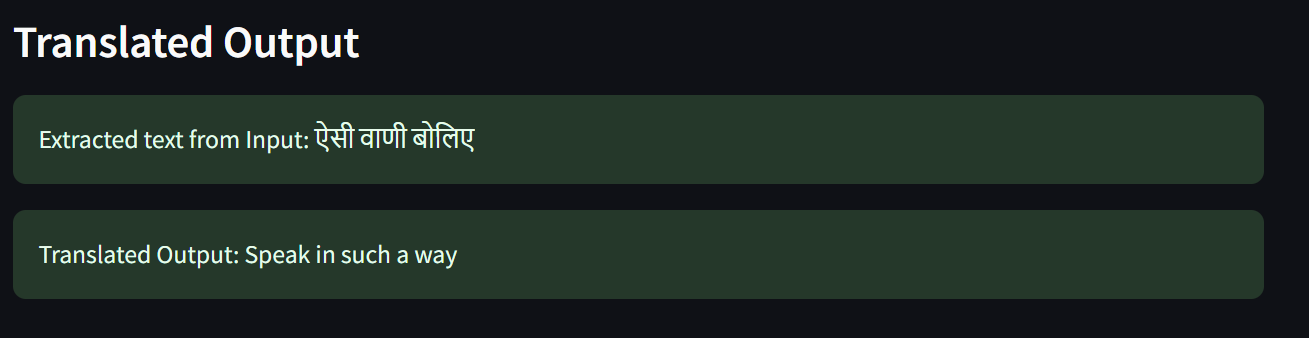 Translated Output
Extracted text from Input: ऐसी वाणी बोलिए
Translated Output: Speak in such a way